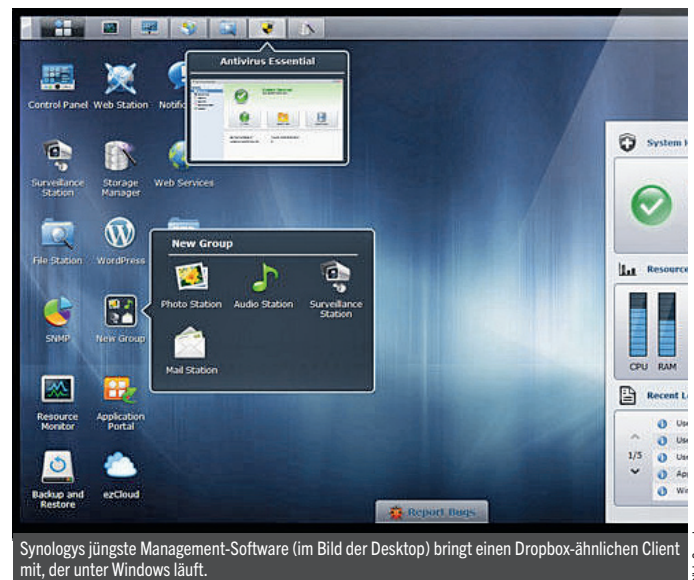 Antivirus Essential
Control Panel
Web Station
System
Surveillance Station
Storage Manager
Web Services
File Station
WordPress
New Group
Photo Station
Audio Station
Surveillance Station
Mail Station
Resource
SNMP
New Group
CPU
RAM
Resource Monitor
Application Portal
Recent
1/5
Backup and Restore
ezCloud
Report Bugs
Synologys jüngste Management-Software (im Bild der Desktop) bringt einen Dropbox-ähnlichen Client
mit, der unter Windows läuft.